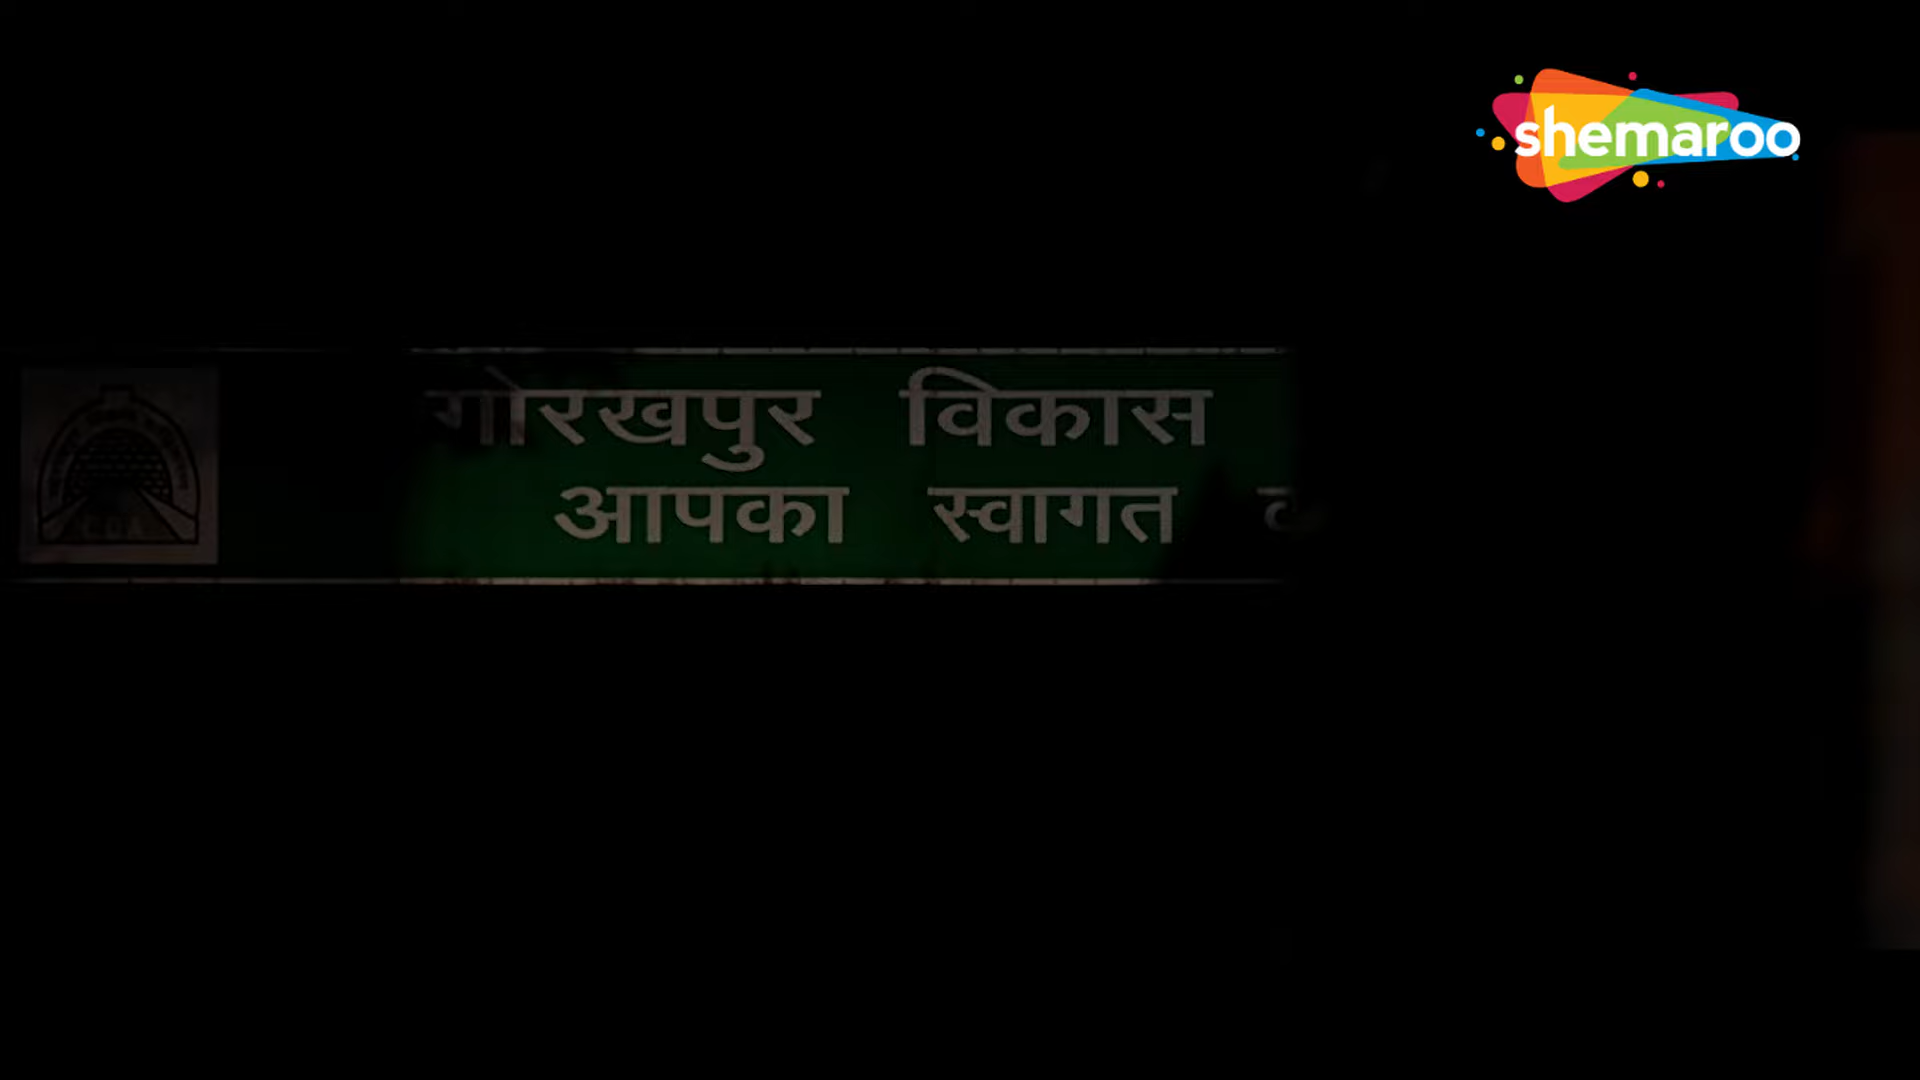 shemaroo
गोरखपुर विकास
आपका स्वागत